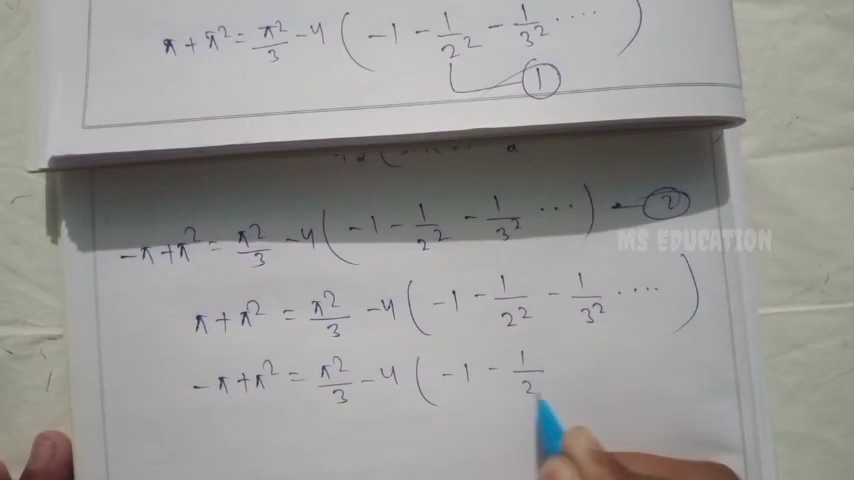 π + π² = π²/3 - 4 ( -1 - 1/2² - 1/3² .... )
1
-π + π² = π²/3 - 4 ( -1 - 1/2² - 1/3² ... ) - 2
MS EDUCATION
π + π² = π²/3 - 4 ( -1 - 1/2² - 1/3² .... )
-π + π² = π²/3 - 4 ( -1 - 1/2